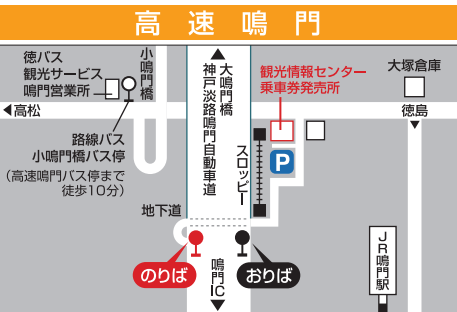 高速鳴門
徳バス
観光サービス
鳴門営業所
小鳴門橋
大鳴門橋
神戸淡路鳴門自動車道
観光情報センター
乗車券発売所
大塚倉庫
高松
徳島
路線バス
小鳴門橋バス停
(高速鳴門バス停まで
徒歩10分)
スロッピー
P
地下道
のりば
鳴門IC
おりば
JR鳴門駅